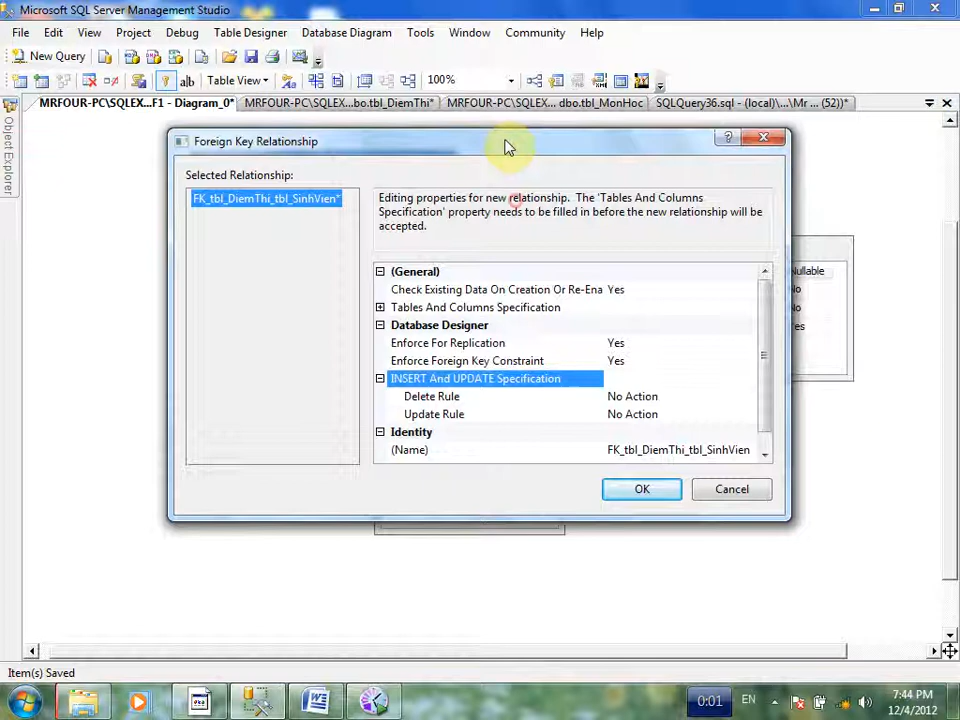 Microsoft SQL Server Management Studio
File Edit View Project Debug Table Designer Database Diagram Tools Window Community Help
New Query
Table View 100%
MRFOUR-PC\SQLEX...F1 - Diagram_0* MRFOUR-PC\SQLEX...bo.tbl_DiemThi* MRFOUR-PC\SQLEX... dbo.tbl_MonHoc SQLQuery36.sql - (local)\...\Mr ... (52))*
Object Explorer
Foreign Key Relationship
Selected Relationship:
FK_tbl_DiemThi_tbl_SinhVien*
Editing properties for new relationship. The 'Tables And Columns
Specification' property needs to be filled in before the new relationship will be
accepted.
(General)
Check Existing Data On Creation Or Re-Ena Yes
Tables And Columns Specification
Database Designer
Enforce For Replication Yes
Enforce Foreign Key Constraint Yes
INSERT And UPDATE Specification
Delete Rule No Action
Update Rule No Action
Identity
(Name) FK_tbl_DiemThi_tbl_SinhVien
OK Cancel
Nullable
No
No
Yes
Item(s) Saved
0:01 EN 7:44 PM
12/4/2012